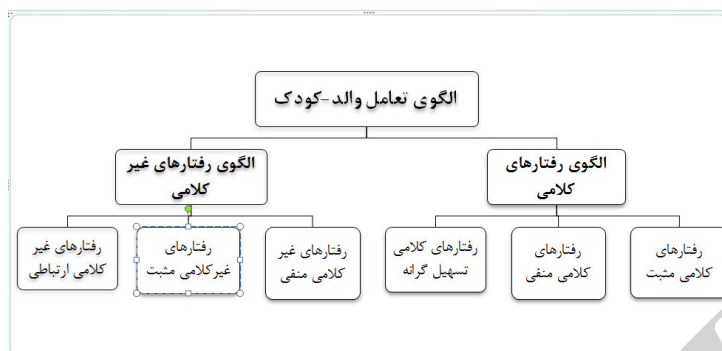 الگوی تعامل والد-کودک
الگوی رفتارهای
کلامی
الگوی رفتارهای غیر
کلامی
رفتارهای
کلامی مثبت
رفتارهای
کلامی منفی
رفتارهای کلامی
تسهیل گرانه
رفتارهای غیر
کلامی منفی
رفتارهای
غیرکلامی مثبت
رفتارهای غیر
کلامی ارتباطی